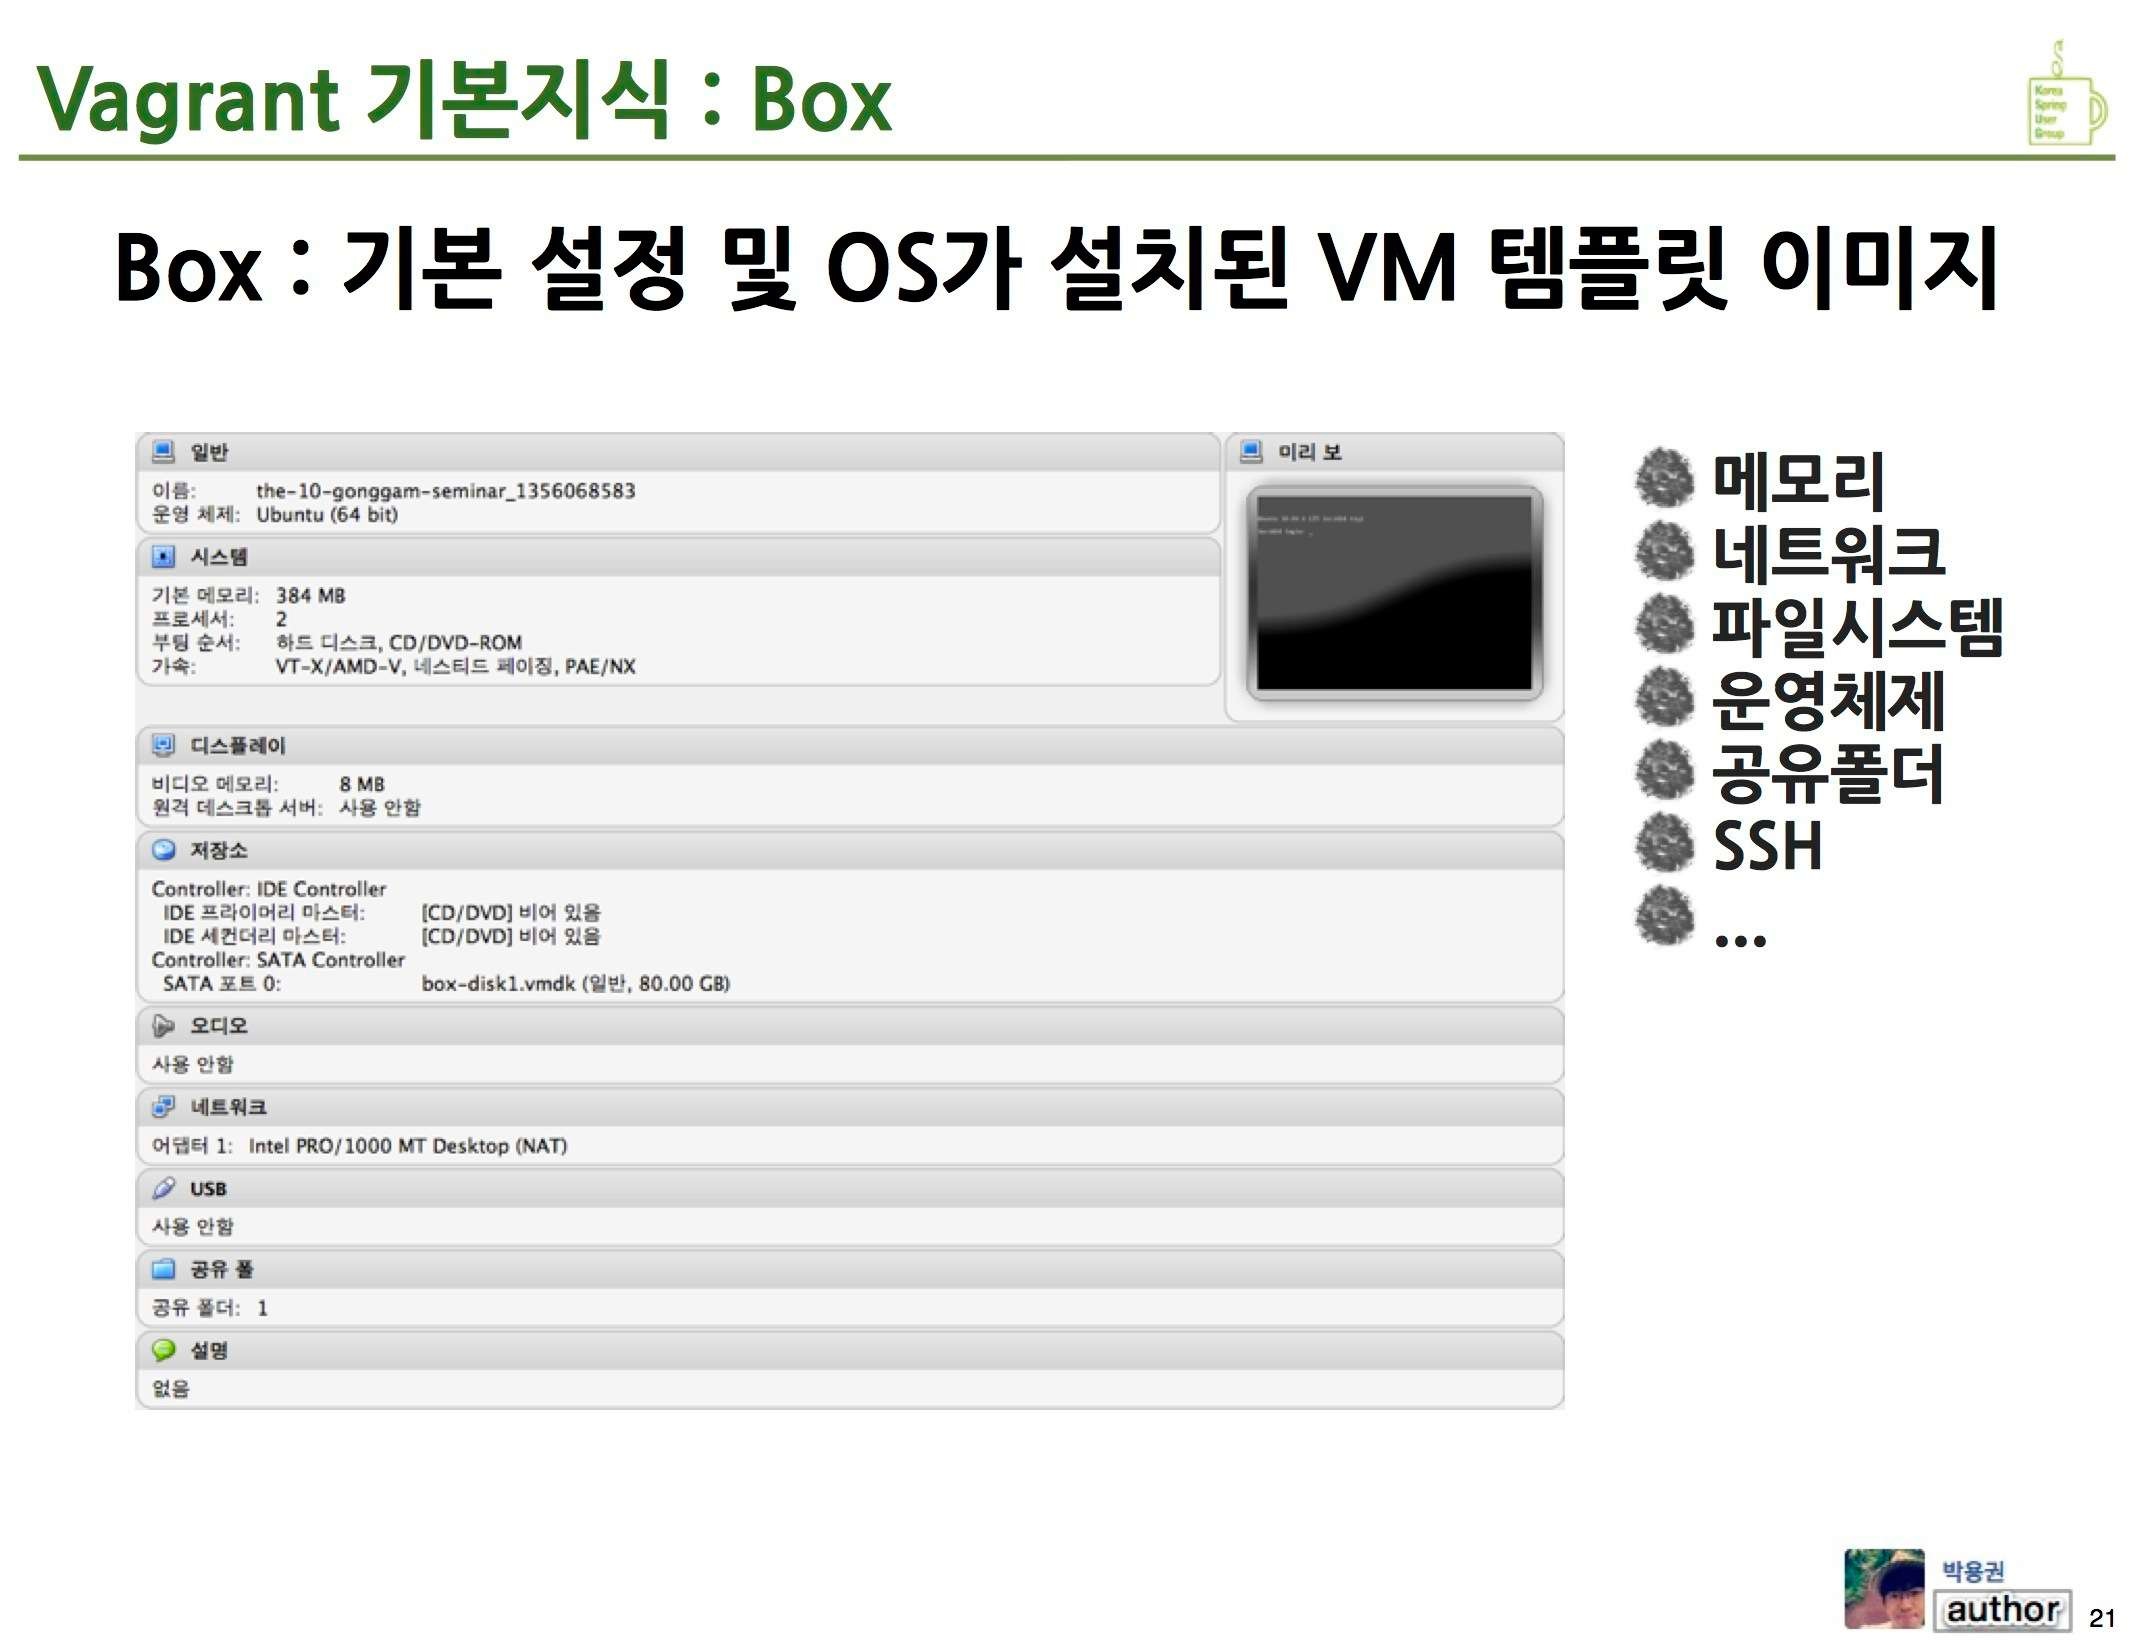 Vagrant 기본지식 : Box
Korea
Spring
User
Group
Box : 기본 설정 및 OS가 설치된 VM 템플릿 이미지
일반
이름: the-10-gonggam-seminar_1356068583
운영 체제: Ubuntu (64 bit)
시스템
기본 메모리: 384 MB
프로세서: 2
부팅 순서: 하드 디스크, CD/DVD-ROM
가속: VT-X/AMD-V, 네스티드 페이징, PAE/NX
미리 보
디스플레이
비디오 메모리: 8 MB
원격 데스크톱 서버: 사용 안함
저장소
Controller: IDE Controller
IDE 프라이머리 마스터: [CD/DVD] 비어 있음
IDE 세컨더리 마스터: [CD/DVD] 비어 있음
Controller: SATA Controller
SATA 포트 0: box-disk1.vmdk (일반, 80.00 GB)
오디오
사용 안함
네트워크
어댑터 1: Intel PRO/1000 MT Desktop (NAT)
USB
사용 안함
공유 폴
공유 폴더: 1
설명
없음
메모리
네트워크
파일시스템
운영체제
공유폴더
SSH
...
박용권
author
21